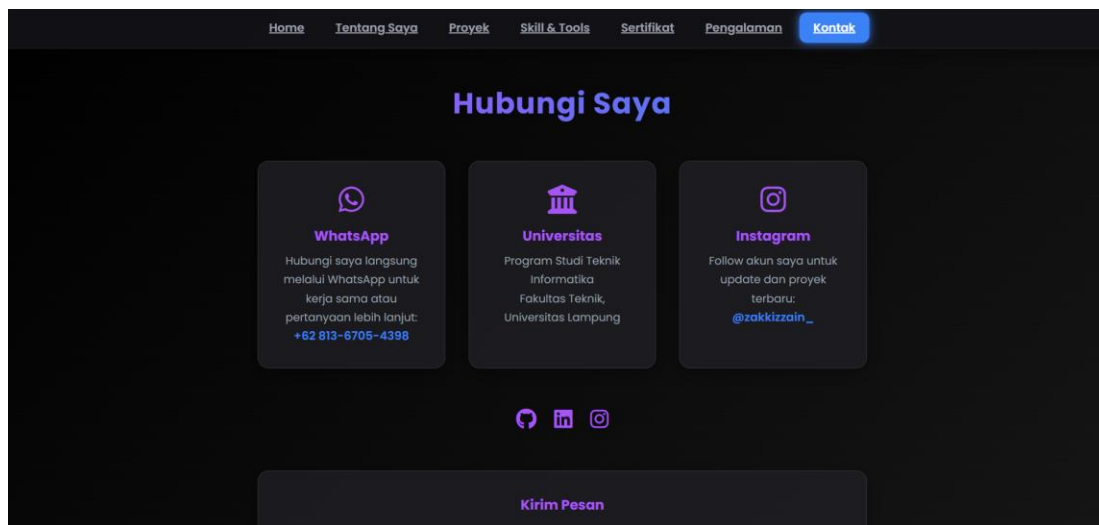 Home Tentang Saya Proyek Skill & Tools Sertifikat Pengalaman Kontak
Hubungi Saya
WhatsApp
Hubungi saya langsung
melalui WhatsApp untuk
kerja sama atau
pertanyaan lebih lanjut:
+62 813-6705-4398
Universitas
Program Studi Teknik
Informatika
Fakultas Teknik,
Universitas Lampung
Instagram
Follow akun saya untuk
update dan proyek
terbaru:
@zakkizzain_
in
Kirim Pesan